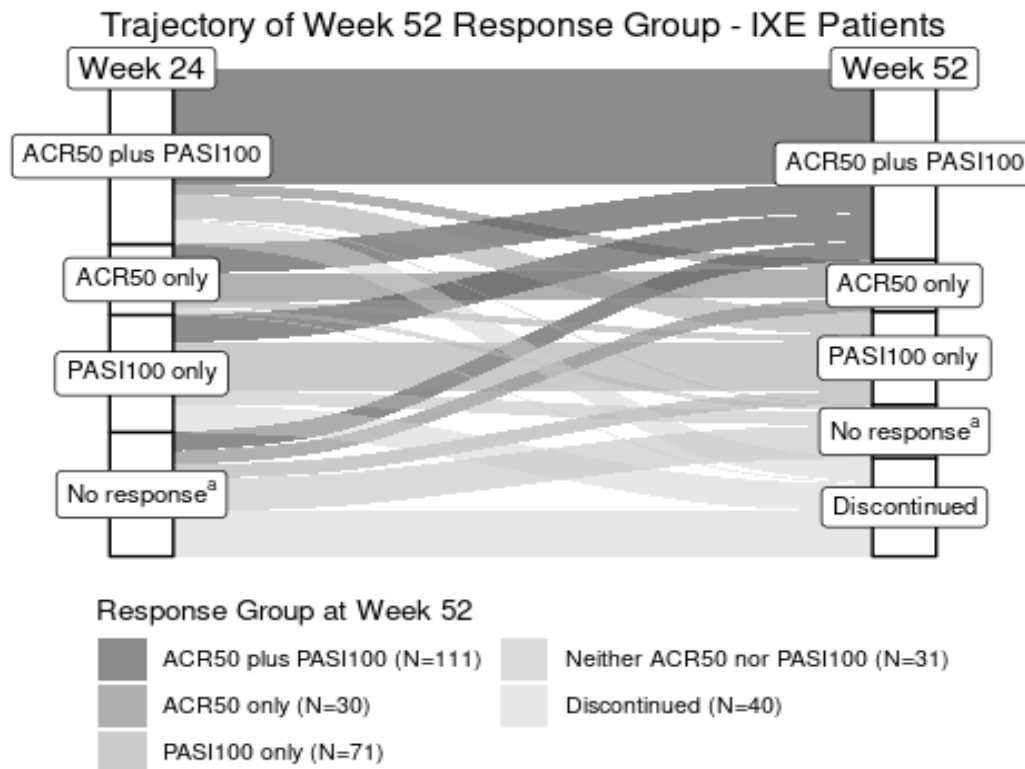 Trajectory of Week 52 Response Group - IXE Patients
Week 24
Week 52
ACR50 plus PASI100
ACR50 plus PASI100
ACR50 only
ACR50 only
PASI100 only
PASI100 only
No responseᵃ
No responseᵃ
Discontinued
Response Group at Week 52
ACR50 plus PASI100 (N=111)
ACR50 only (N=30)
PASI100 only (N=71)
Neither ACR50 nor PASI100 (N=31)
Discontinued (N=40)